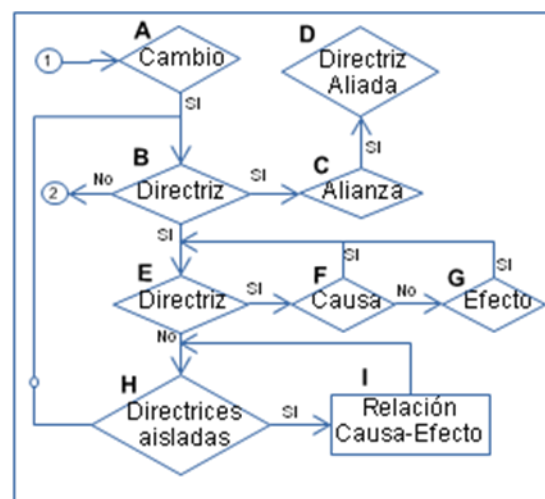 A
1
Cambio
SI
D
Directriz
Aliada
SI
B
No
2
Directriz
SI
C
Alianza
SI
E
Directriz
SI
F
SI
Causa
No
G
SI
Efecto
No
H
Directrices
aisladas
SI
I
Relación
Causa-Efecto